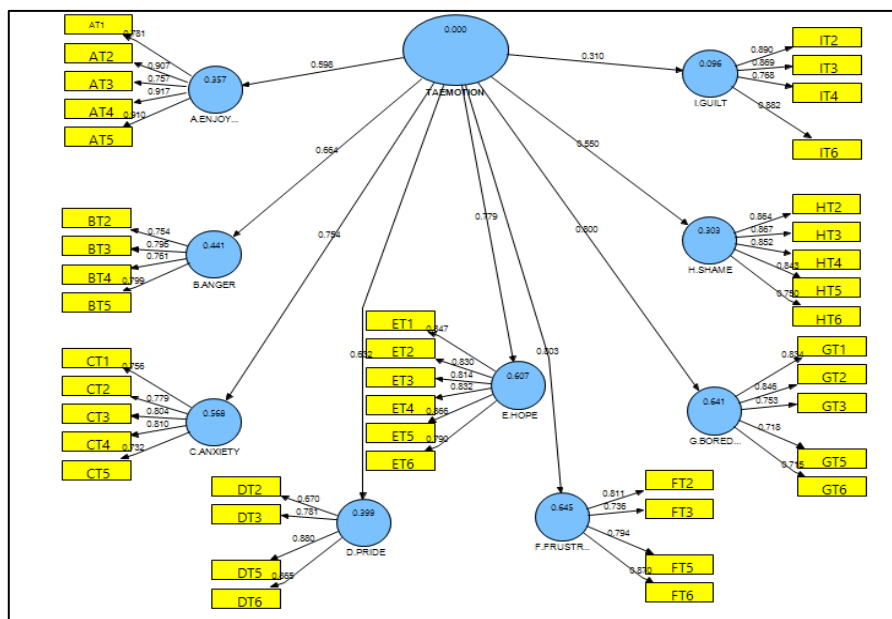 AT1
AT2
AT3
AT4
AT5
0.781
0.907
0.757
0.917
0.910
0.357
A.ENJOY...
0.598
0.000
TAEMOTION
0.310
0.096
I.GUILT
0.890
0.869
0.768
0.882
IT2
IT3
IT4
IT6
BT2
BT3
BT4
BT5
0.754
0.795
0.761
0.799
0.441
B.ANGER
0.664
0.550
0.303
H.SHAME
0.864
0.867
0.852
0.843
0.750
HT2
HT3
HT4
HT5
HT6
CT1
CT2
CT3
CT4
CT5
0.756
0.779
0.804
0.810
0.732
0.568
C.ANXIETY
0.754
0.632
0.779
0.803
0.800
ET1
ET2
ET3
ET4
ET5
ET6
0.847
0.830
0.814
0.832
0.866
0.790
0.607
E.HOPE
0.641
G.BORED...
0.834
0.846
0.753
0.718
0.715
GT1
GT2
GT3
GT5
GT6
DT2
DT3
DT5
DT6
0.670
0.781
0.880
0.865
0.399
D.PRIDE
0.645
F.FRUSTR...
0.811
0.736
0.794
0.870
FT2
FT3
FT5
FT6